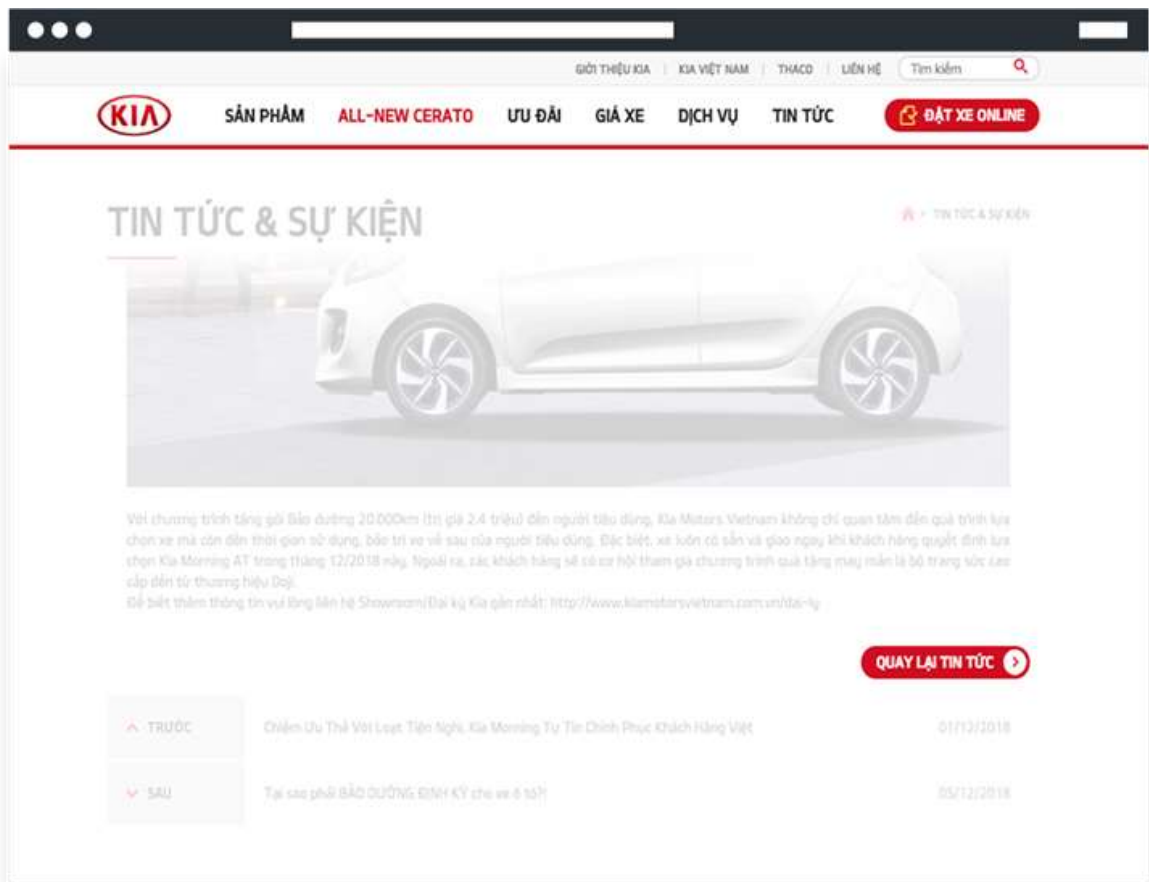 GIỚI THIỆU KIA | KIA VIỆT NAM | THACO | LIÊN HỆ Tìm kiếm
KIA SẢN PHẨM ALL-NEW CERATO ƯU ĐÃI GIÁ XE DỊCH VỤ TIN TỨC ĐẶT XE ONLINE
TIN TỨC & SỰ KIỆN TIN TỨC & SỰ KIỆN
Với chương trình tặng gói Bảo dưỡng 20.000km (trị giá 2.4 triệu) đến người tiêu dùng, Kia Motors Vietnam không chỉ quan tâm đến quá trình lựa
chọn xe mà còn đến thời gian sử dụng, bảo trì xe về sau của người tiêu dùng. Đặc biệt, xe luôn có sẵn và giao ngay khi khách hàng quyết định lựa
chọn Kia Morning AT trong tháng 12/2018 này. Ngoài ra, các khách hàng sẽ có cơ hội tham gia chương trình quà tặng may mắn là bộ trang sức cao
cấp đến từ thương hiệu Doji.
Để biết thêm thông tin vui lòng liên hệ Showroom/Đại lý Kia gần nhất: http://www.kiamotorsvietnam.com.vn/dai-ly
QUAY LẠI TIN TỨC
TRƯỚC Chiếm Ưu Thế Với Loạt Tiện Nghi, Kia Morning Tự Tin Chinh Phục Khách Hàng Việt 01/12/2018
SAU Tại sao phải BẢO DƯỠNG ĐỊNH KỲ cho xe ô tô?! 05/12/2018